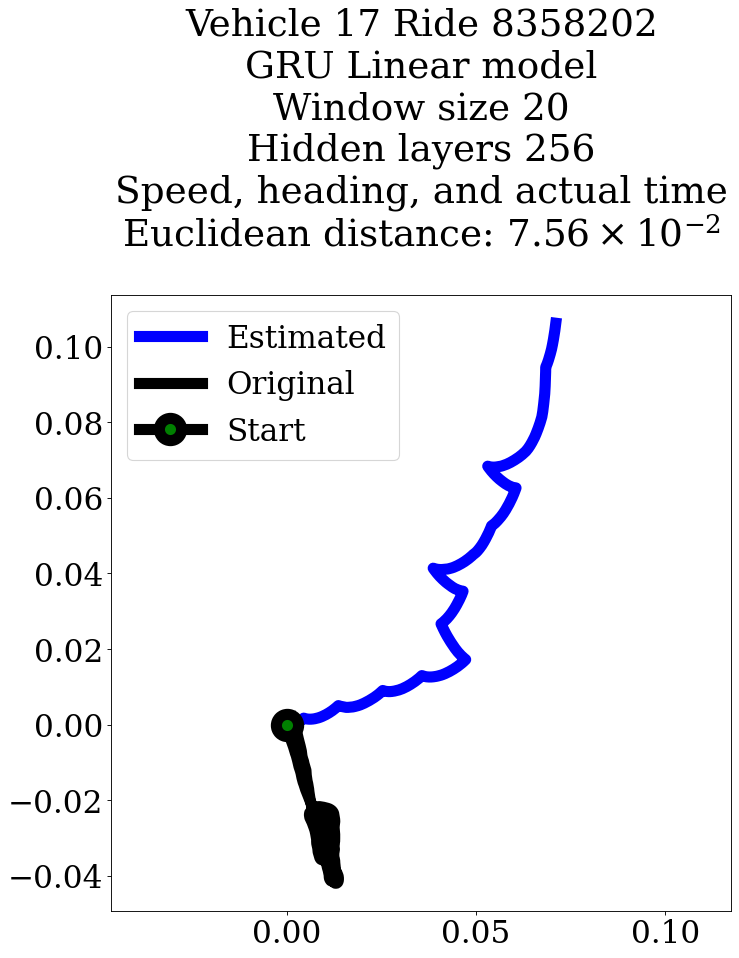 Vehicle 17 Ride 8358202
GRU Linear model
Window size 20
Hidden layers 256
Speed, heading, and actual time
Euclidean distance: 7.56 × 10⁻²
Estimated
Original
Start
0.10
0.08
0.06
0.04
0.02
0.00
−0.02
−0.04
0.00 0.05 0.10